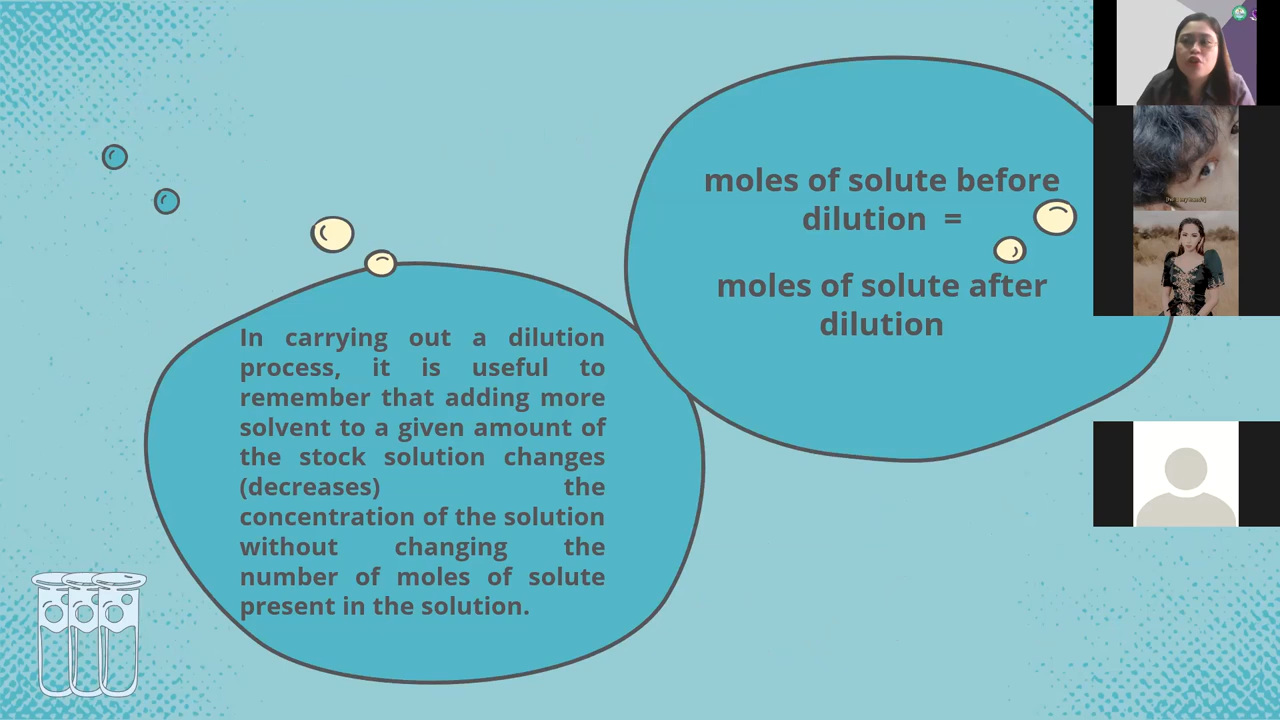 In carrying out a dilution
process, it is useful to
remember that adding more
solvent to a given amount of
the stock solution changes
(decreases) the
concentration of the solution
without changing the
number of moles of solute
present in the solution.
moles of solute before
dilution =
moles of solute after
dilution